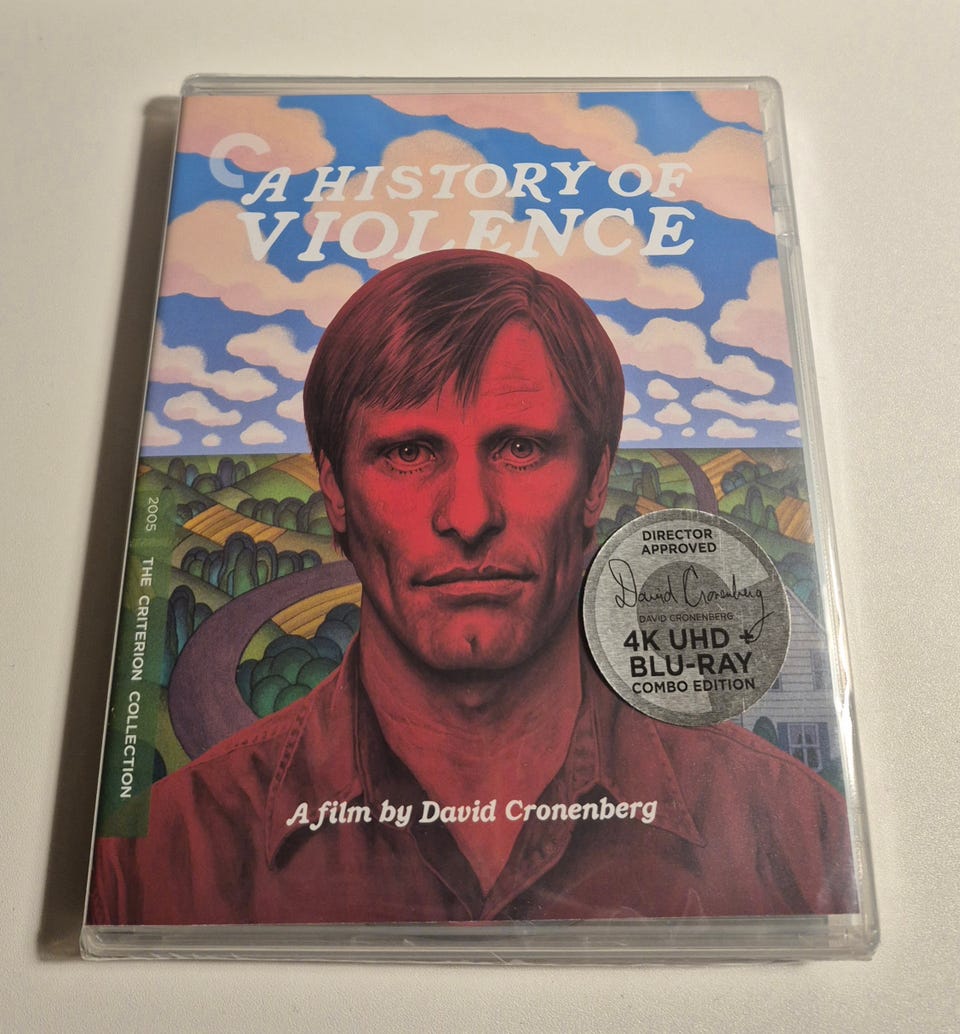 A HISTORY OF
VIOLENCE
2005 THE CRITERION COLLECTION
DIRECTOR
APPROVED
David Cronenberg
DAVID CRONENBERG
4K UHD +
BLU-RAY
COMBO EDITION
A film by David Cronenberg